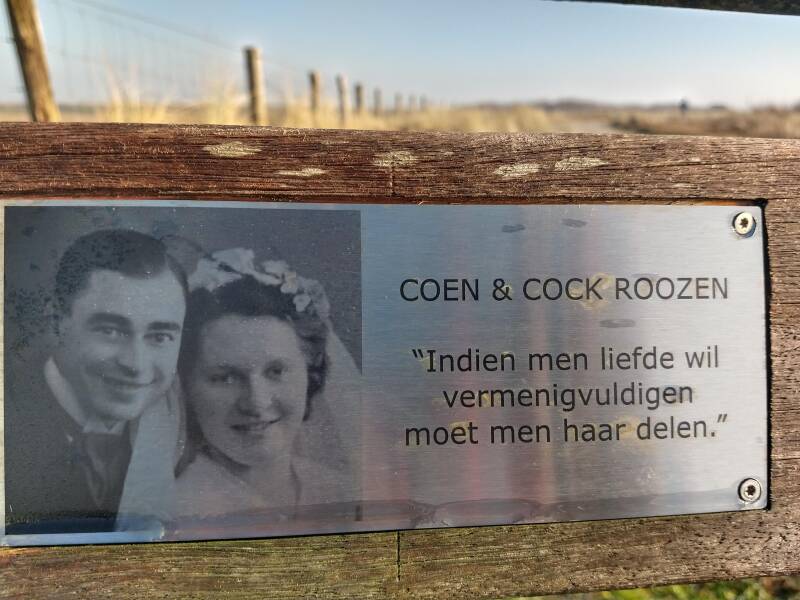 COEN & COCK ROOZEN
“Indien men liefde wil
vermenigvuldigen
moet men haar delen.”